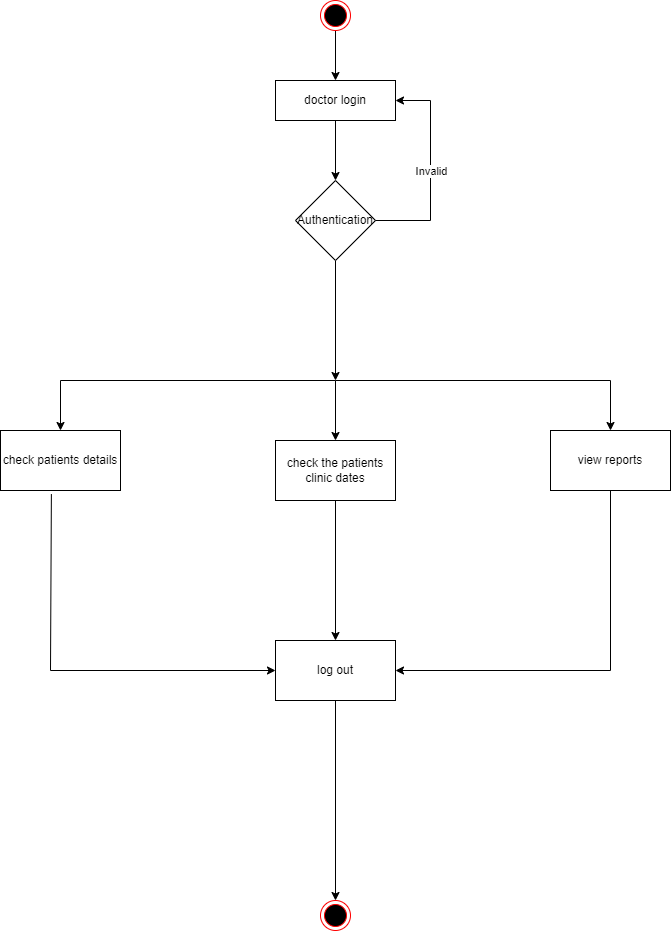 doctor login
Invalid
Authentication
check patients details
check the patients
clinic dates
view reports
log out